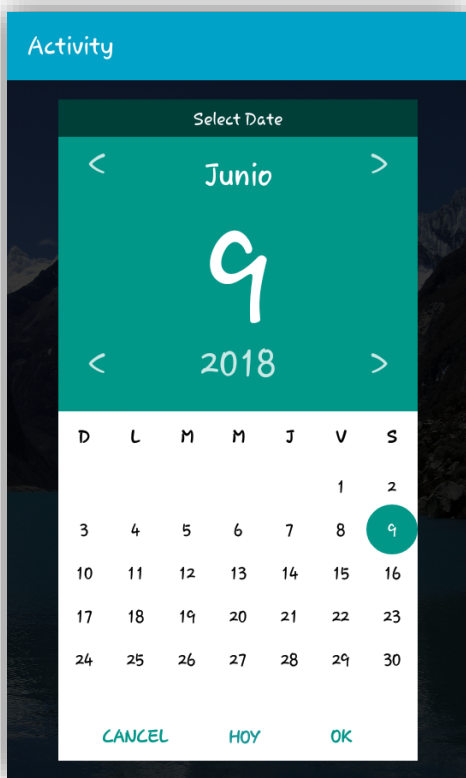 Activity
Select Date
< Junio >
9
< 2018 >
D L M M J V S
1 2
3 4 5 6 7 8 9
10 11 12 13 14 15 16
17 18 19 20 21 22 23
24 25 26 27 28 29 30
CANCEL HOY OK